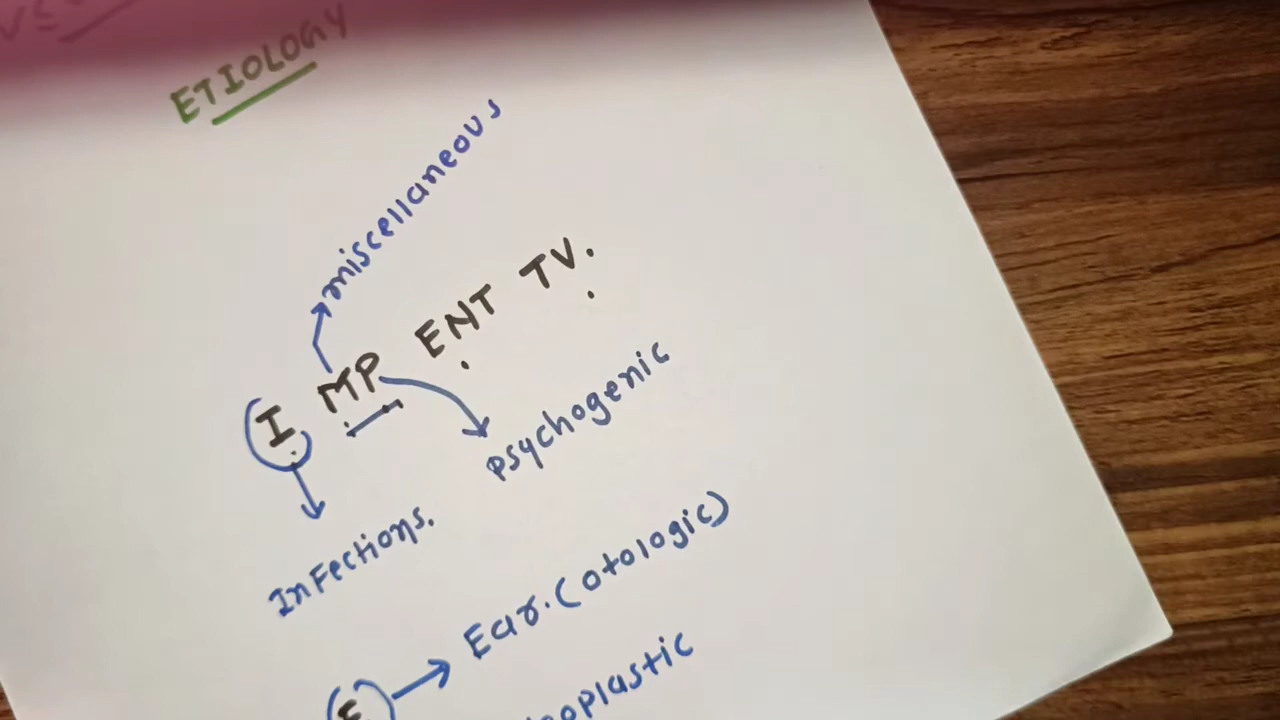 ETIOLOGY
miscellaneous
I MP ENT TV.
Psychogenic
Infections.
E → Ear. (otologic)